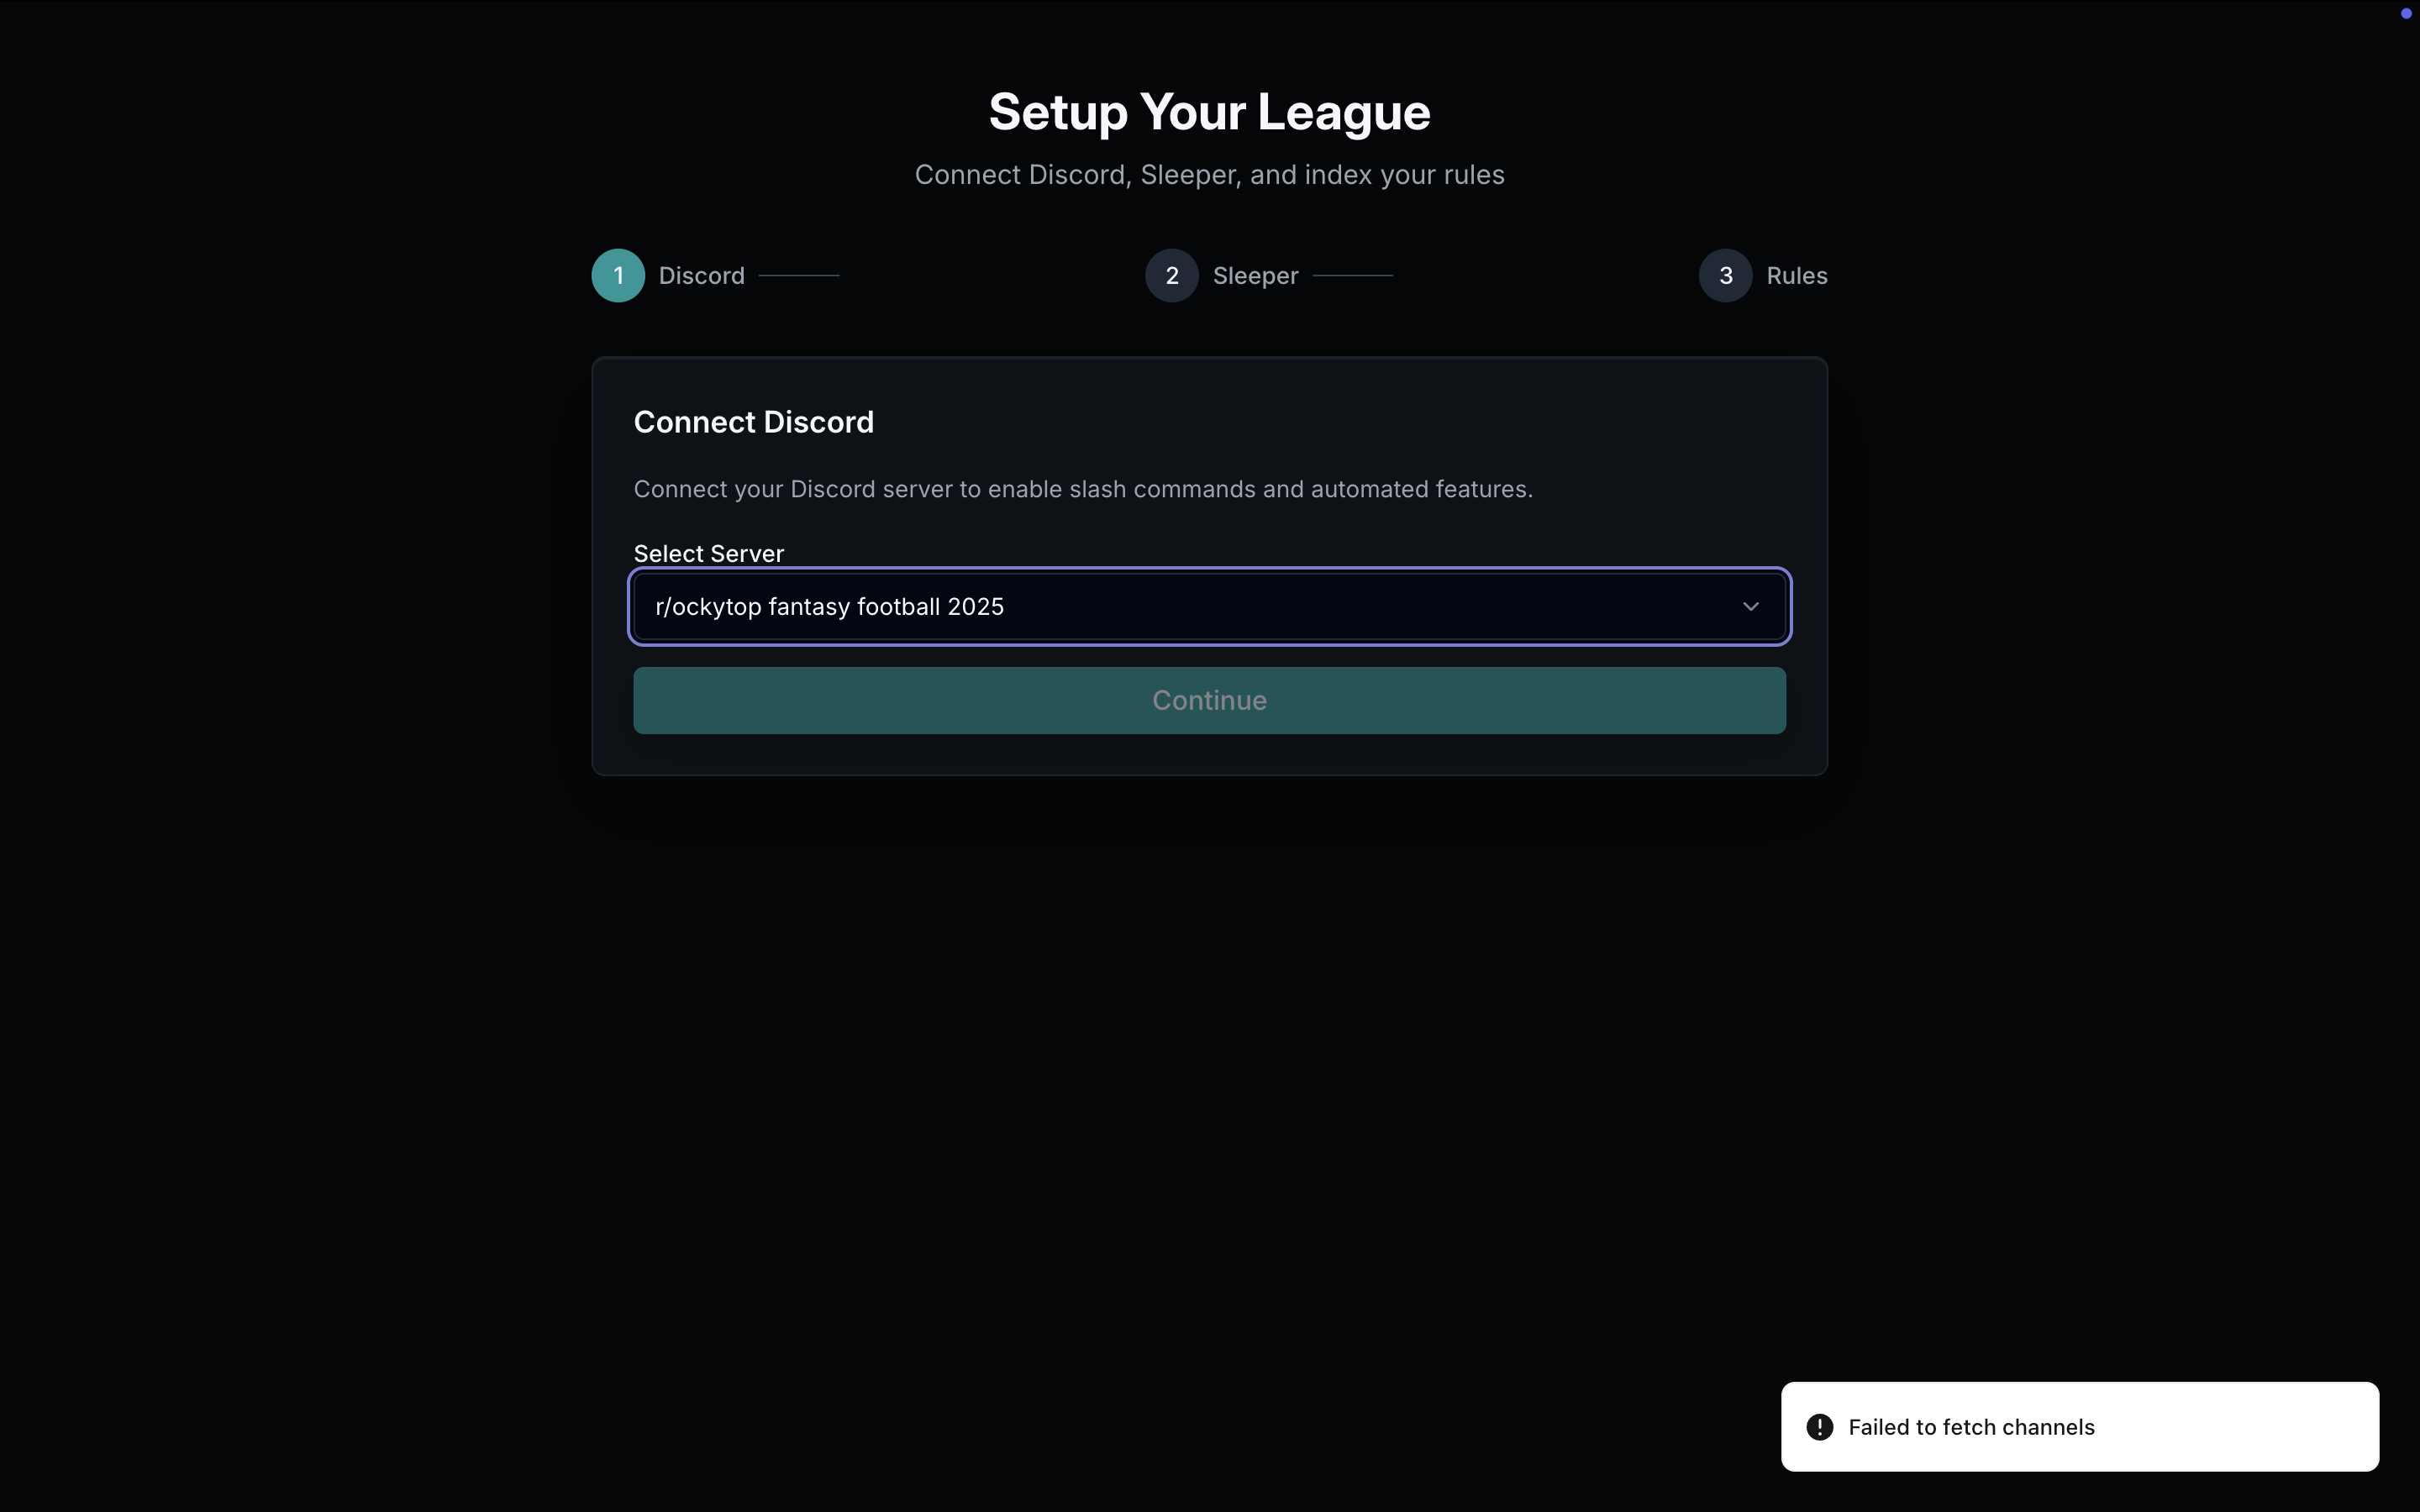 Setup Your League
Connect Discord, Sleeper, and index your rules
1 Discord 2 Sleeper 3 Rules
Connect Discord
Connect your Discord server to enable slash commands and automated features.
Select Server
r/ockytop fantasy football 2025
Continue
Failed to fetch channels